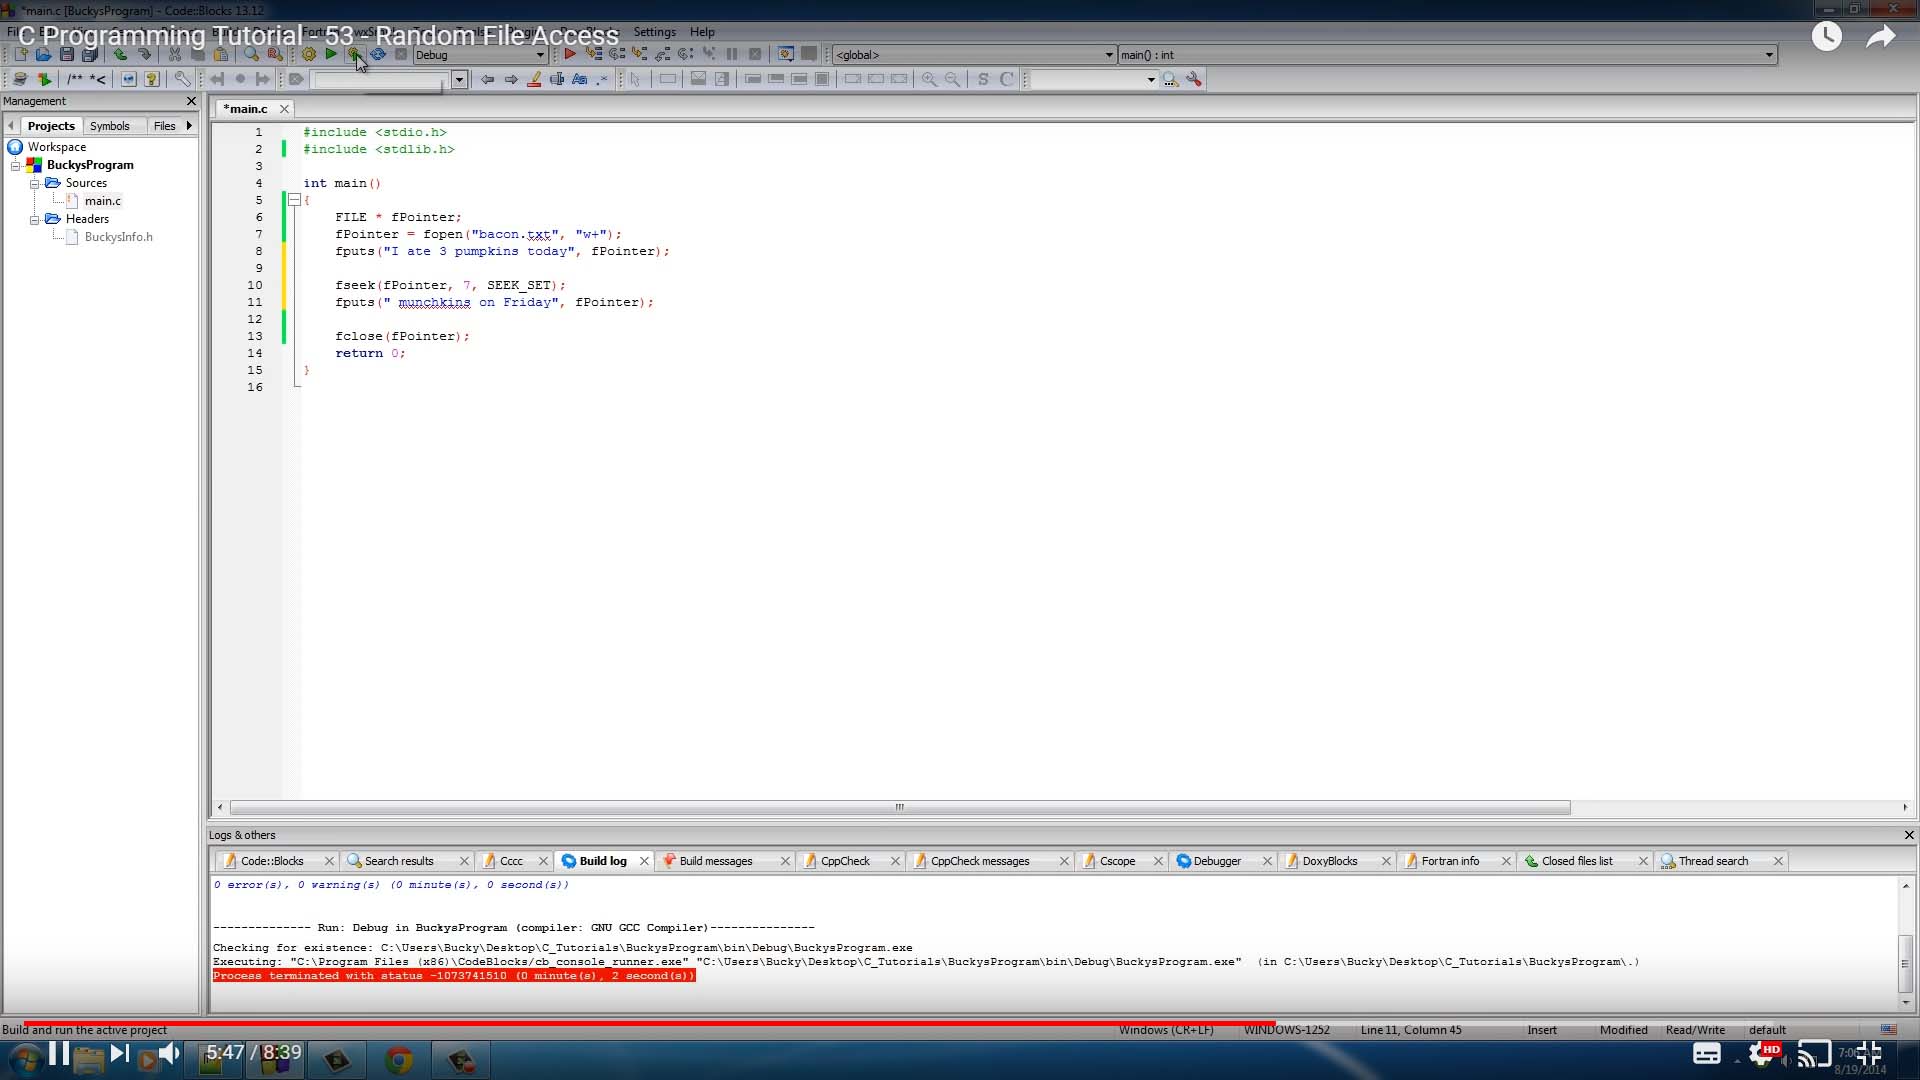 *main.c [BuckysProgram] - Code::Blocks 13.12
C Programming Tutorial - 53 - Random File Access
Settings Help
Debug
<global>
main() : int
/** *<
S C
Management
*main.c
Projects Symbols Files
Workspace
BuckysProgram
Sources
main.c
Headers
BuckysInfo.h
1 #include <stdio.h>
2 #include <stdlib.h>
3
4 int main()
5 {
6 FILE * fPointer;
7 fPointer = fopen("bacon.txt", "w+");
8 fputs("I ate 3 pumpkins today", fPointer);
9
10 fseek(fPointer, 7, SEEK_SET);
11 fputs(" munchkins on Friday", fPointer);
12
13 fclose(fPointer);
14 return 0;
15 }
16
Logs & others
Code::Blocks Search results Cccc Build log Build messages CppCheck CppCheck messages Cscope Debugger DoxyBlocks Fortran info Closed files list Thread search
0 error(s), 0 warning(s) (0 minute(s), 0 second(s))
-------------- Run: Debug in BuckysProgram (compiler: GNU GCC Compiler)---------------
Checking for existence: C:\Users\Bucky\Desktop\C_Tutorials\BuckysProgram\bin\Debug\BuckysProgram.exe
Executing: "C:\Program Files (x86)\CodeBlocks/cb_console_runner.exe" "C:\Users\Bucky\Desktop\C_Tutorials\BuckysProgram\bin\Debug\BuckysProgram.exe"  (in C:\Users\Bucky\Desktop\C_Tutorials\BuckysProgram\.)
Process terminated with status -1073741510 (0 minute(s), 2 second(s))
Build and run the active project
Windows (CR+LF) WINDOWS-1252 Line 11, Column 45 Insert Modified Read/Write default
5:47 / 8:39
HD
8/19/2014